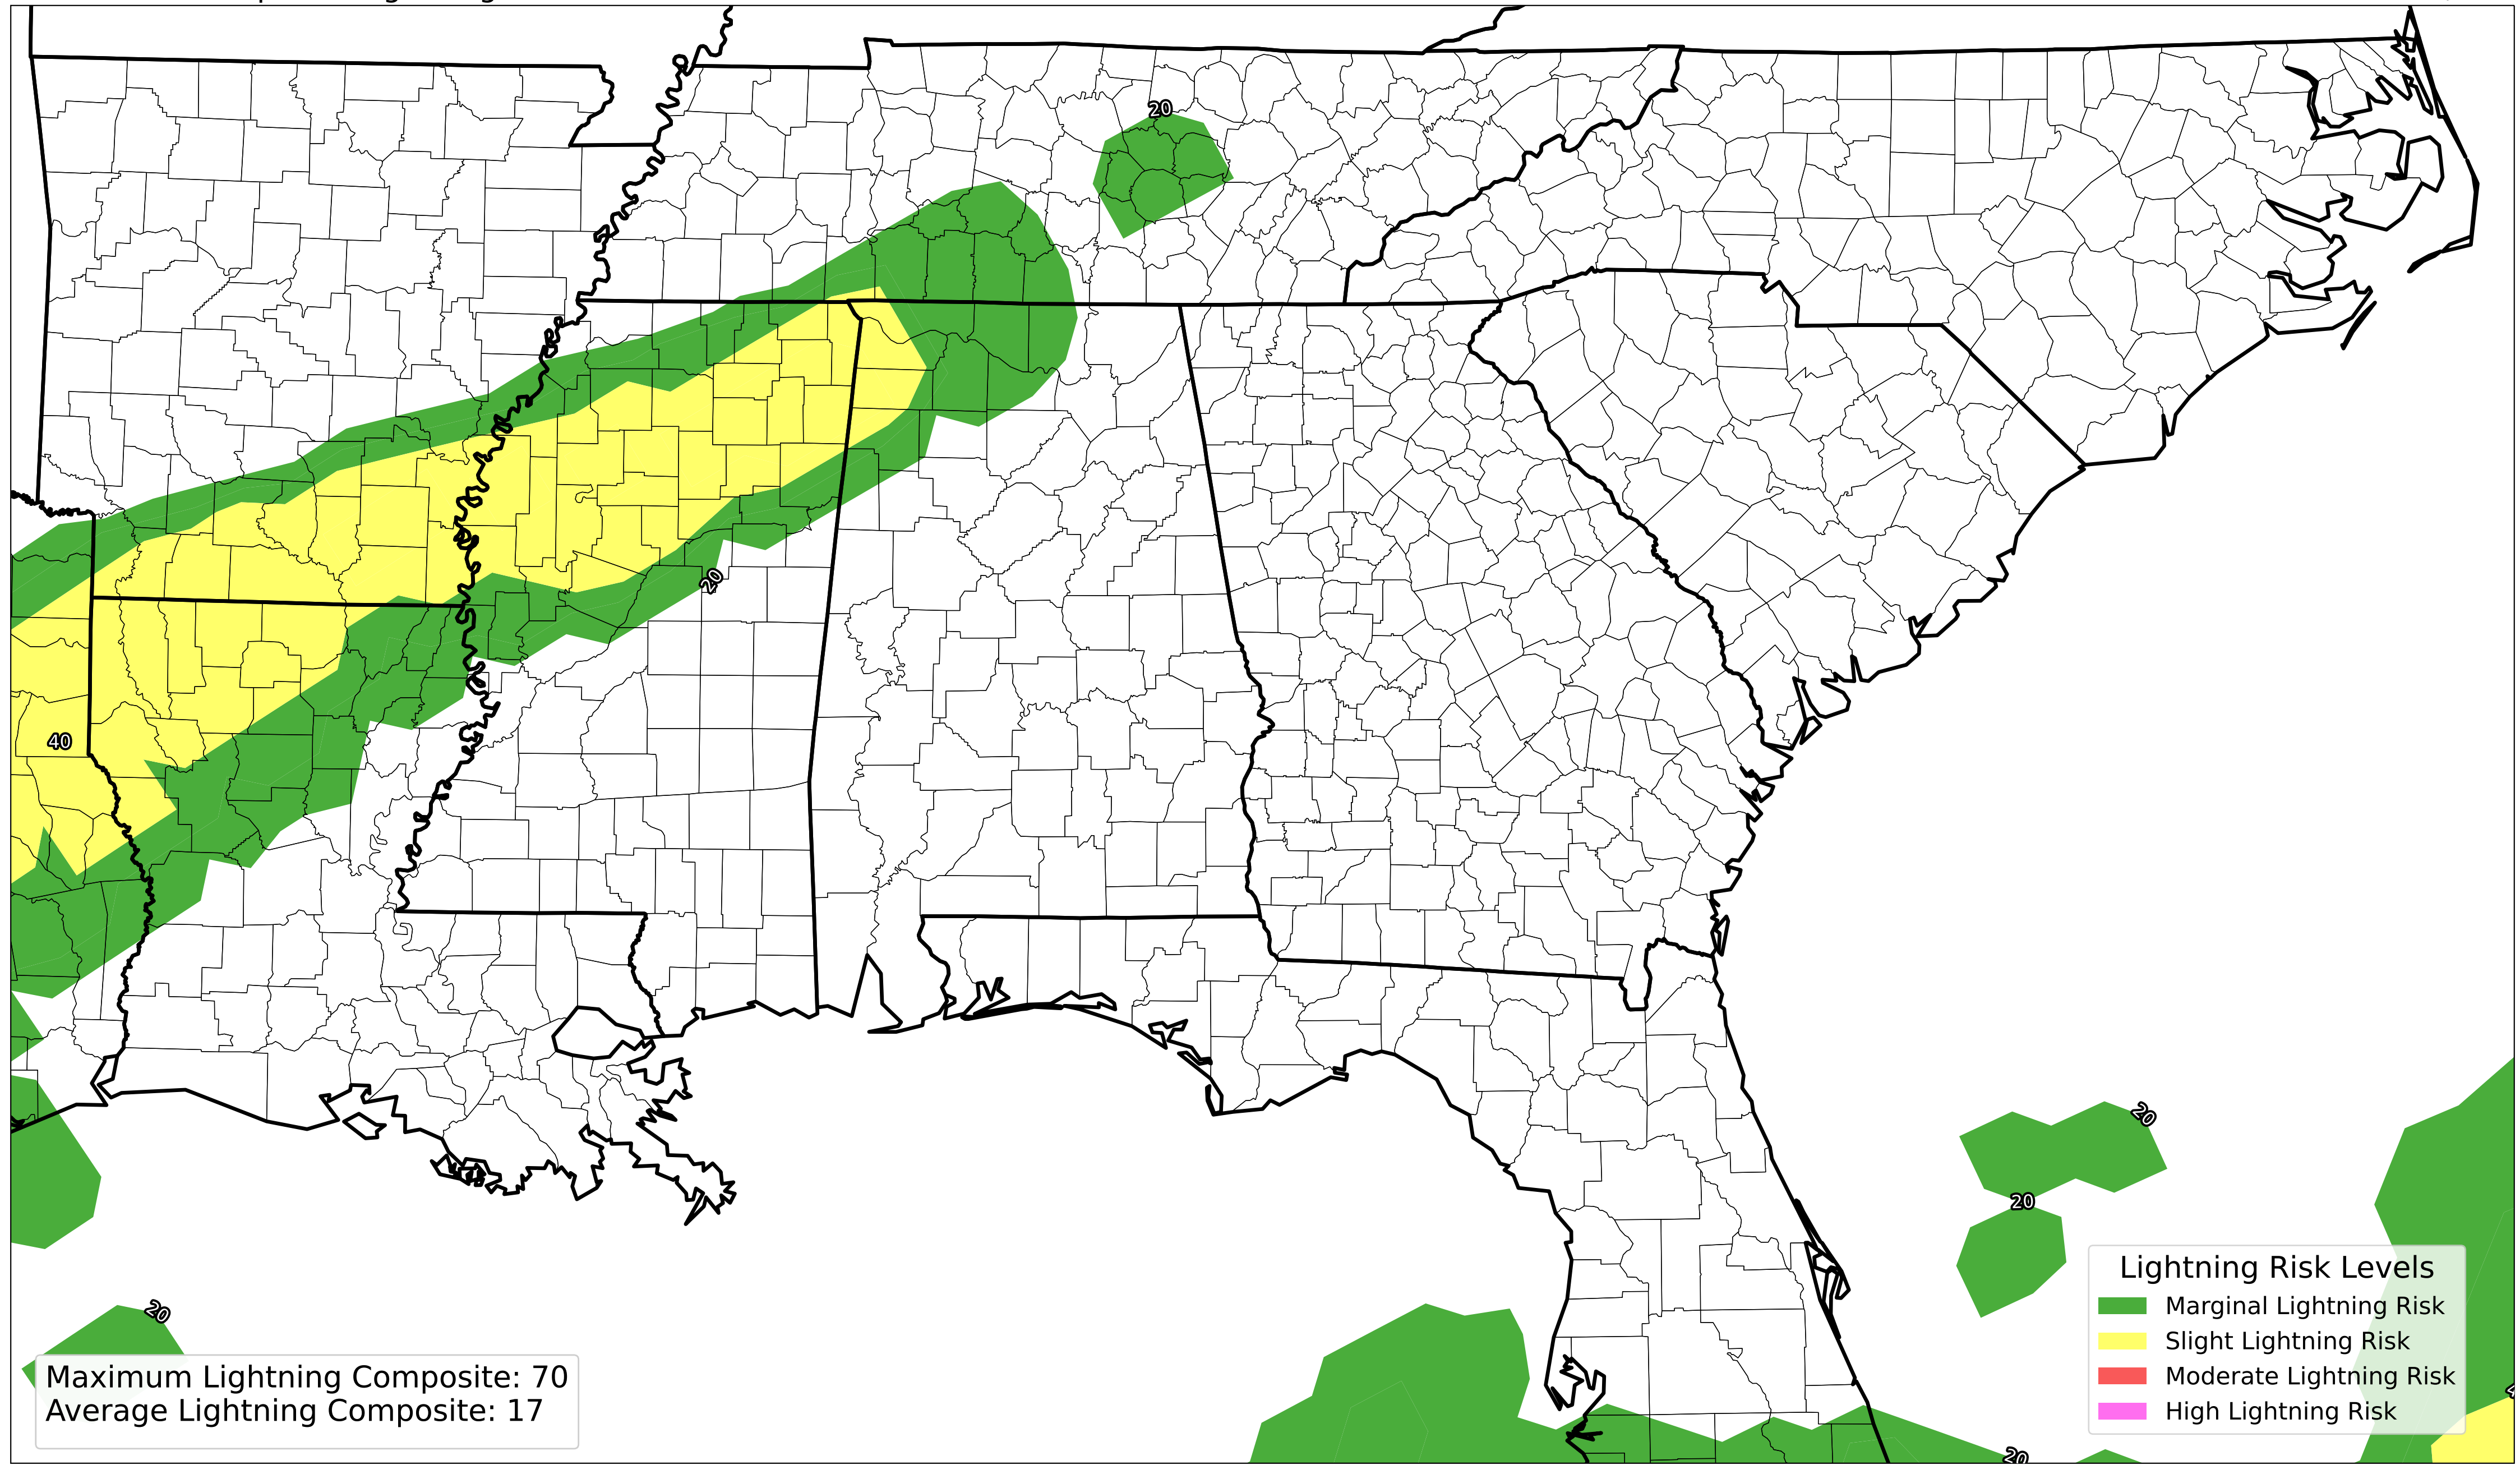 20
20
40
20
20
20
20
Lightning Risk Levels
Marginal Lightning Risk
Slight Lightning Risk
Moderate Lightning Risk
High Lightning Risk
Maximum Lightning Composite: 70
Average Lightning Composite: 17
20